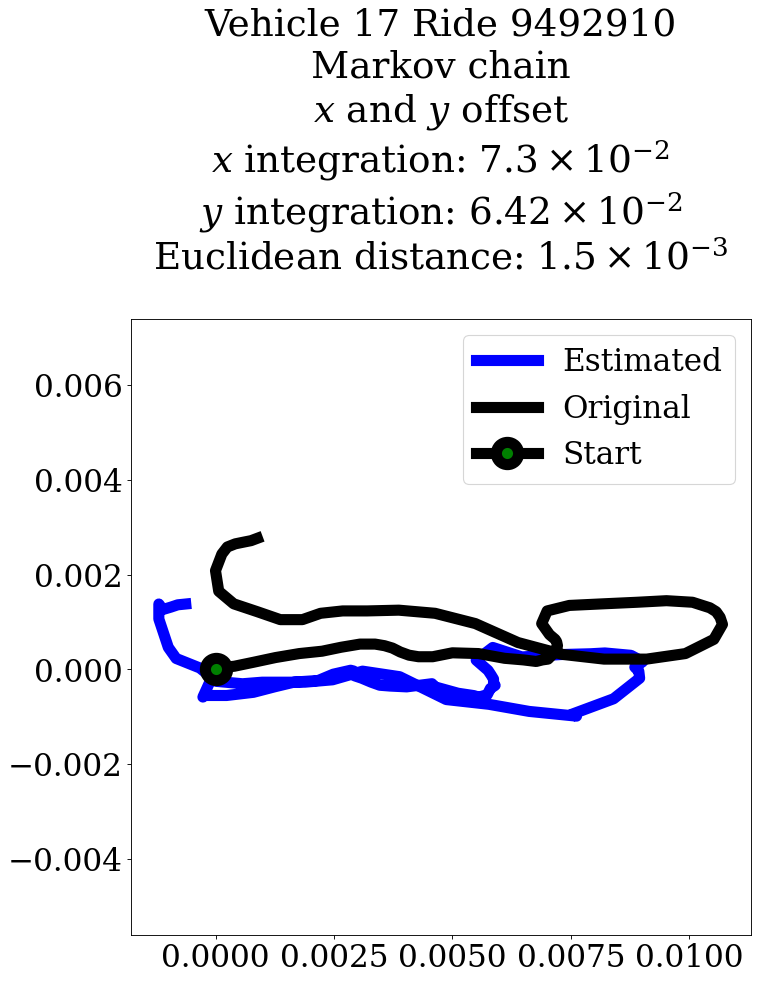 Vehicle 17 Ride 9492910
Markov chain
x and y offset
x integration: 7.3 × 10⁻²
y integration: 6.42 × 10⁻²
Euclidean distance: 1.5 × 10⁻³
Estimated
Original
Start
0.006
0.004
0.002
0.000
−0.002
−0.004
0.0000 0.0025 0.0050 0.0075 0.0100